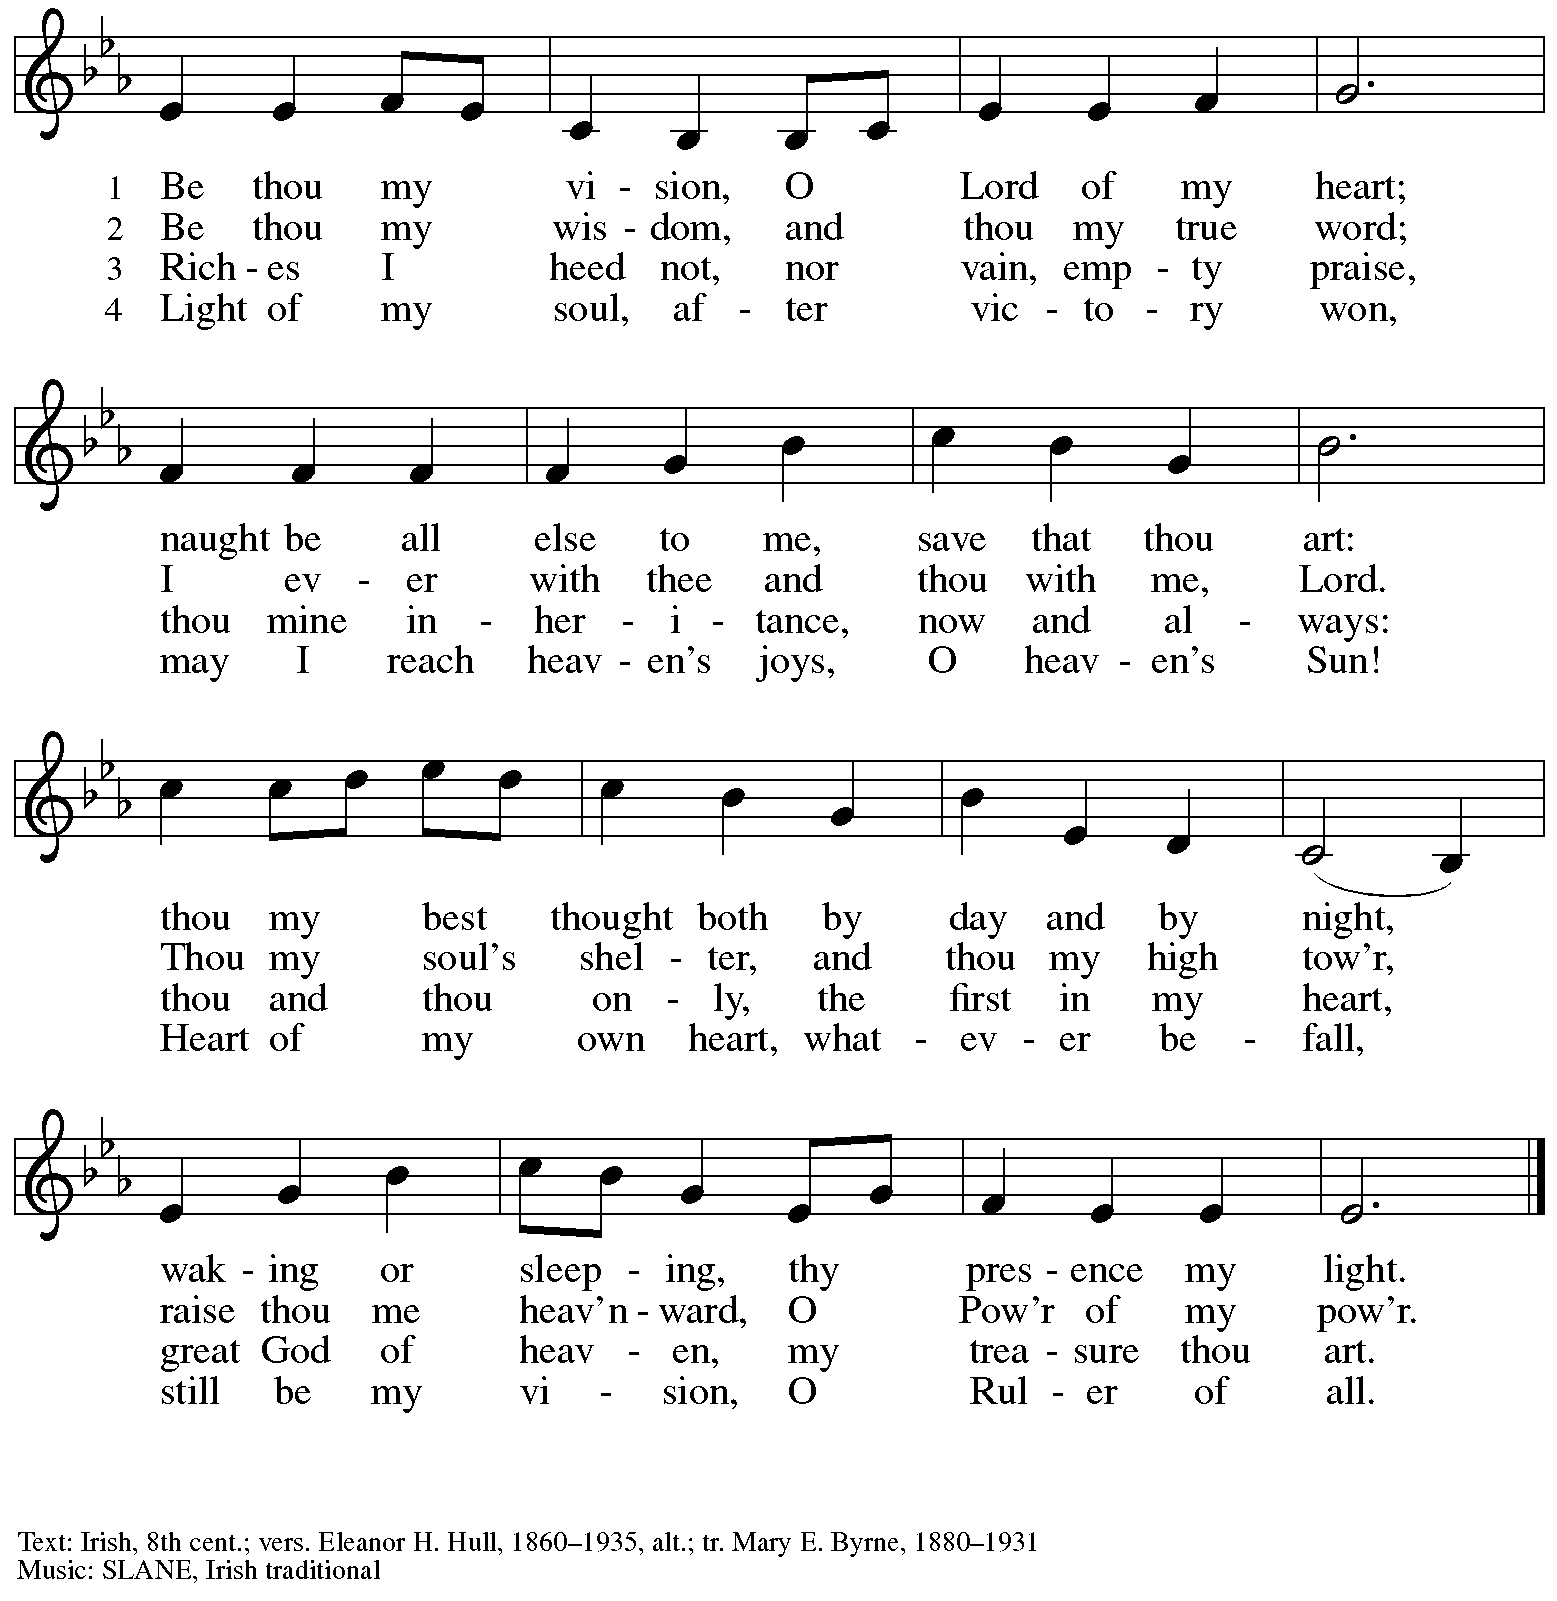 1 Be thou my vi - sion, O Lord of my heart;
2 Be thou my wis - dom, and thou my true word;
3 Rich - es I heed not, nor vain, emp - ty praise,
4 Light of my soul, af - ter vic - to - ry won,
naught be all else to me, save that thou art:
I ev - er with thee and thou with me, Lord.
thou mine in - her - i - tance, now and al - ways:
may I reach heav - en's joys, O heav - en's Sun!
thou my best thought both by day and by night,
Thou my soul's shel - ter, and thou my high tow'r,
thou and thou on - ly, the first in my heart,
Heart of my own heart, what - ev - er be - fall,
wak - ing or sleep - ing, thy pres - ence my light.
raise thou me heav'n - ward, O Pow'r of my pow'r.
great God of heav - en, my trea - sure thou art.
still be my vi - sion, O Rul - er of all.
Text: Irish, 8th cent.; vers. Eleanor H. Hull, 1860–1935, alt.; tr. Mary E. Byrne, 1880–1931
Music: SLANE, Irish traditional